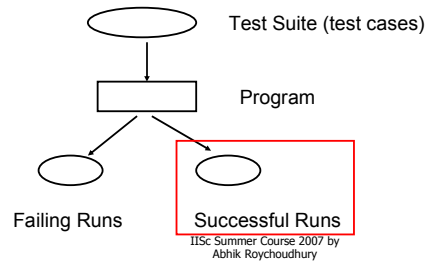 Test Suite (test cases)
Program
Failing Runs
Successful Runs
IISc Summer Course 2007 by
Abhik Roychoudhury